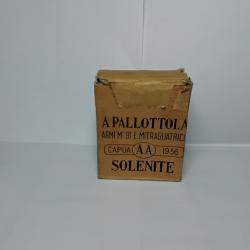 A PALLOTTOLA
ARMI M° 91 E MITRAGLIATRICI
CAPUA AA 1936
SOLENITE